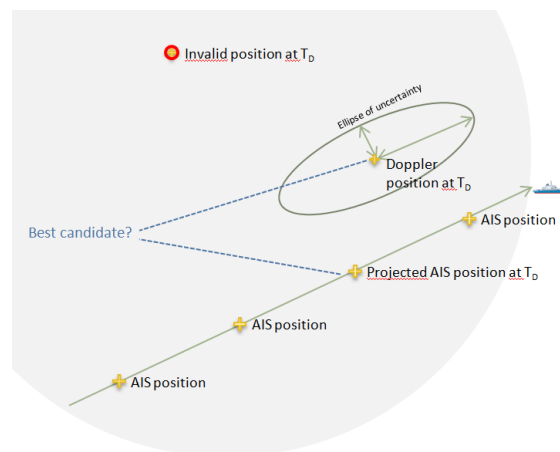 Invalid position at TD
Ellipse of uncertainty
Doppler
position at TD
AIS position
Best candidate?
Projected AIS position at TD
AIS position
AIS position